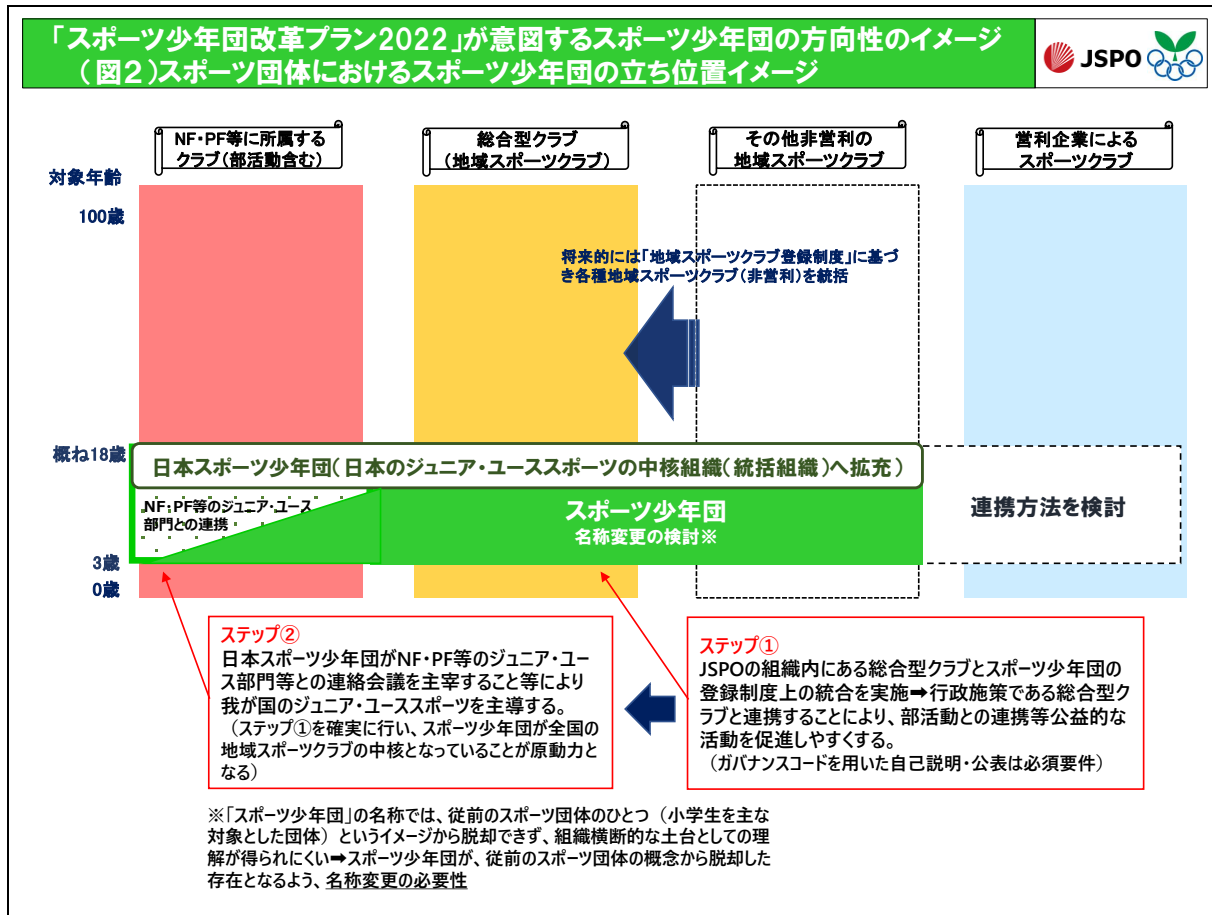 「スポーツ少年団改革プラン2022」が意図するスポーツ少年団の方向性のイメージ
(図2)スポーツ団体におけるスポーツ少年団の立ち位置イメージ
JSPO
NF・PF等に所属する
クラブ(部活動含む)
総合型クラブ
(地域スポーツクラブ)
その他非営利の
地域スポーツクラブ
営利企業による
スポーツクラブ
対象年齢
100歳
将来的には「地域スポーツクラブ登録制度」に基づ
き各種地域スポーツクラブ(非営利)を統括
概ね18歳
日本スポーツ少年団(日本のジュニア・ユーススポーツの中核組織(統括組織)へ拡充)
NF・PF等のジュニア・ユース
部門との連携
スポーツ少年団
名称変更の検討※
連携方法を検討
3歳
0歳
ステップ②
日本スポーツ少年団がNF・PF等のジュニア・ユー
ス部門等との連絡会議を主宰すること等により
我が国のジュニア・ユーススポーツを主導する。
(ステップ①を確実に行い、スポーツ少年団が全国の
地域スポーツクラブの中核となっていることが原動力と
なる)
ステップ①
JSPOの組織内にある総合型クラブとスポーツ少年団の
登録制度上の統合を実施➡行政施策である総合型ク
ラブと連携することにより、部活動との連携等公益的な
活動を促進しやすくする。
(ガバナンスコードを用いた自己説明・公表は必須要件)
※「スポーツ少年団」の名称では、従前のスポーツ団体のひとつ(小学生を主な
対象とした団体)というイメージから脱却できず、組織横断的な土台としての理
解が得られにくい➡スポーツ少年団が、従前のスポーツ団体の概念から脱却した
存在となるよう、名称変更の必要性